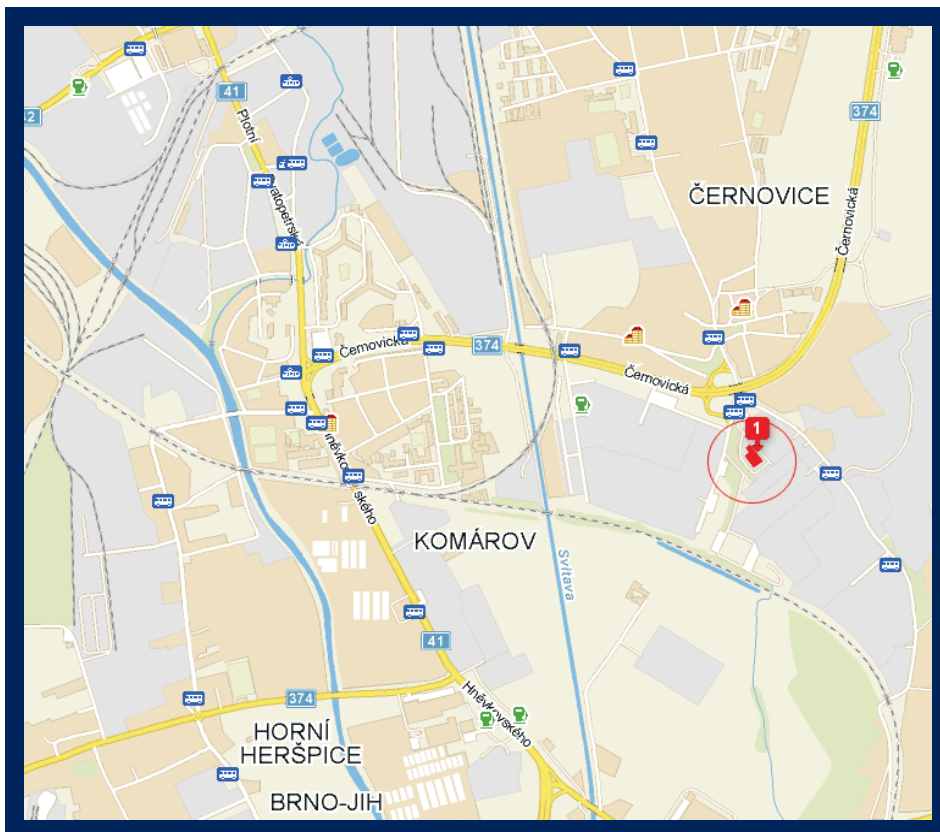 41
42
374
Plotní
Svatopetrská
ČERNOVICE
Černovická
Černovická
374
Černovická
1
Hněvkovského
KOMÁROV
Svitava
41
374
Hněvkovského
HORNÍ
HERŠPICE
BRNO-JIH